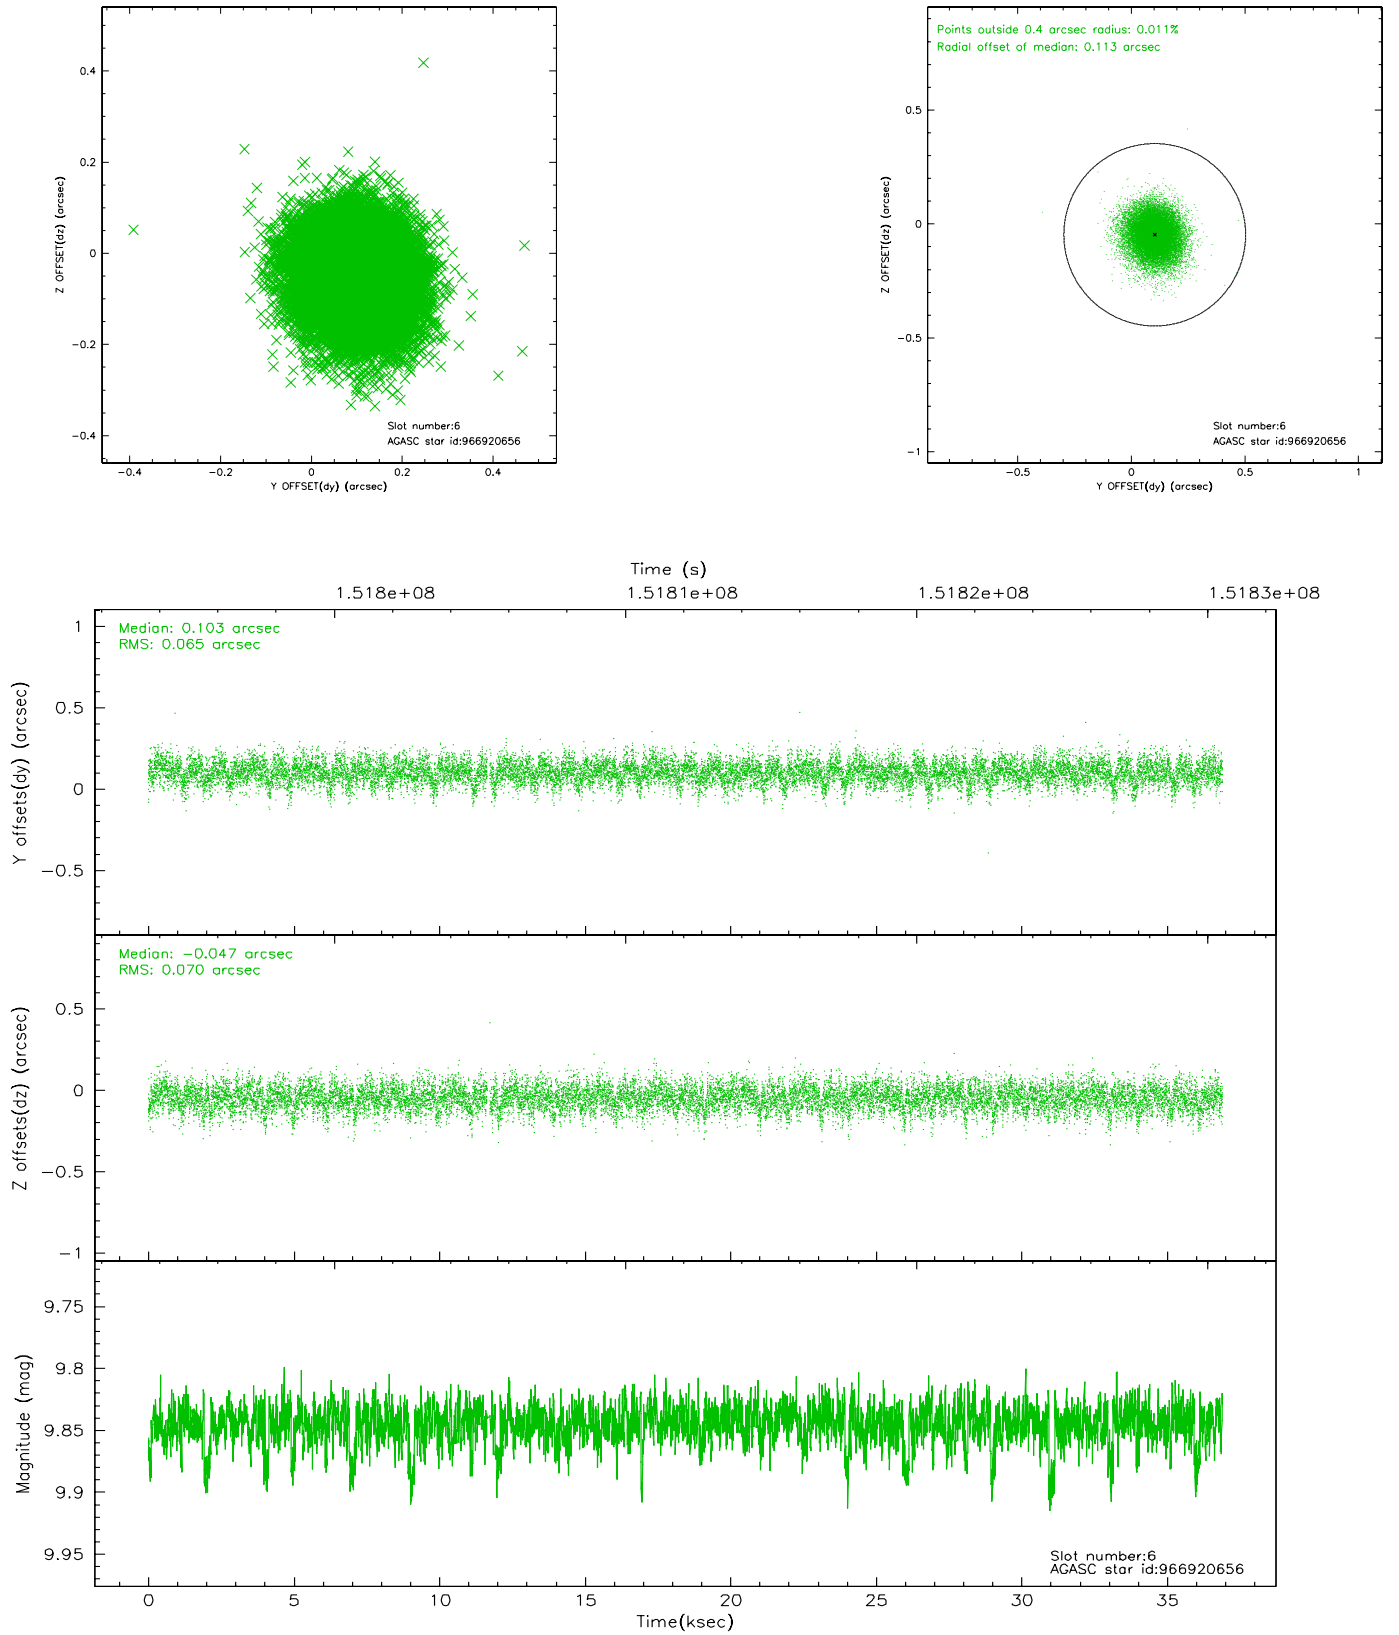 0.4
0.2
0
−0.2
−0.4
Z OFFSET(dz) (arcsec)
Slot number:6
AGASC star id:966920656
−0.4
−0.2
0
0.2
0.4
Y OFFSET(dy) (arcsec)
Points outside 0.4 arcsec radius: 0.011%
Radial offset of median: 0.113 arcsec
0.5
0
−0.5
−1
Z OFFSET(dz) (arcsec)
Slot number:6
AGASC star id:966920656
−0.5
0
0.5
1
Y OFFSET(dy) (arcsec)
Time (s)
1.518e+08
1.5181e+08
1.5182e+08
1.5183e+08
Median: 0.103 arcsec
RMS: 0.065 arcsec
1
0.5
0
−0.5
Y offsets(dy) (arcsec)
Median: −0.047 arcsec
RMS: 0.070 arcsec
0.5
0
−0.5
−1
Z offsets(dz) (arcsec)
9.75
9.8
9.85
9.9
9.95
Magnitude (mag)
Slot number:6
AGASC star id:966920656
0
5
10
15
20
25
30
35
Time(ksec)